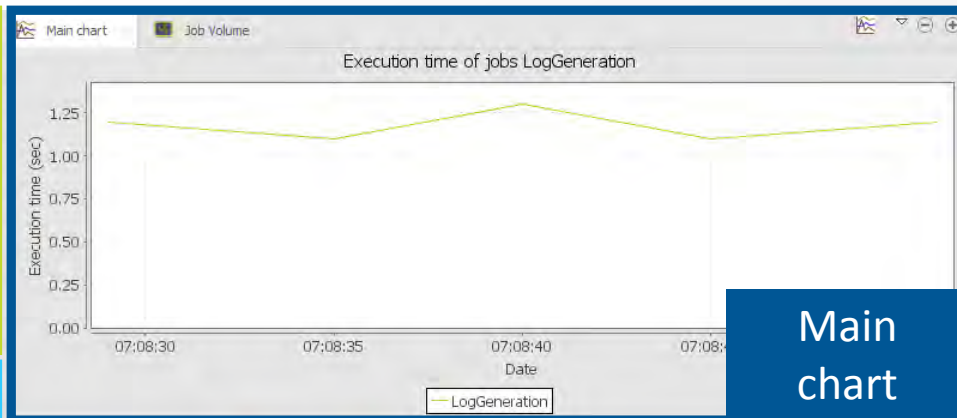 Main chart
Job Volume
Execution time of jobs LogGeneration
Execution time (sec)
1.25
1.00
0.75
0.50
0.25
0.00
07:08:30 07:08:35 07:08:40
Date
LogGeneration
Main
chart